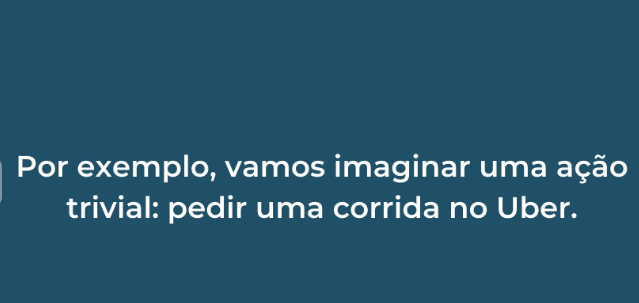 Por exemplo, vamos imaginar uma ação
trivial: pedir uma corrida no Uber.